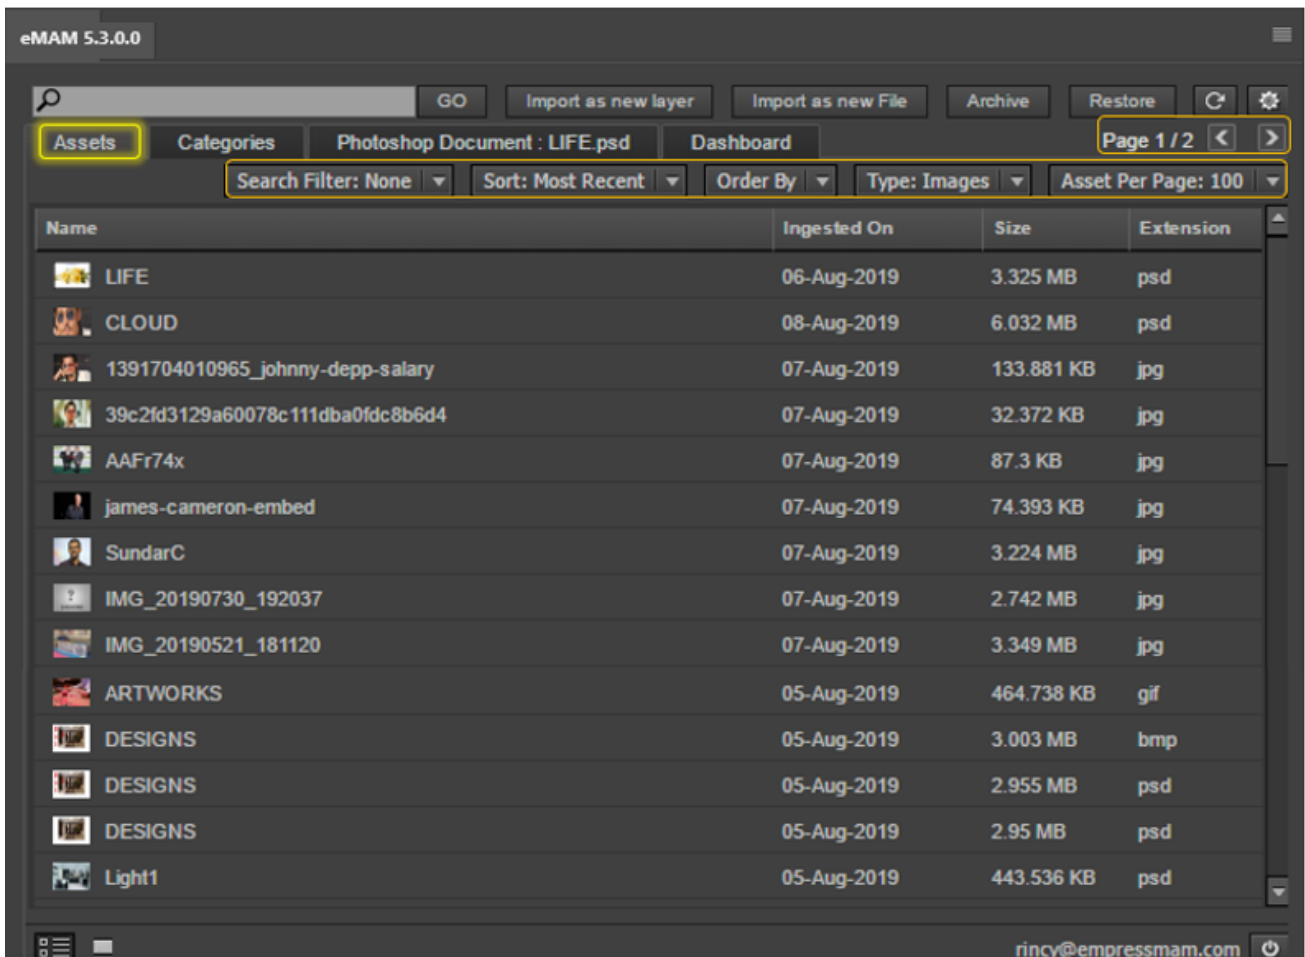 eMAM 5.3.0.0
GO Import as new layer Import as new File Archive Restore
Assets Categories Photoshop Document : LIFE.psd Dashboard Page 1 / 2
Search Filter: None Sort: Most Recent Order By Type: Images Asset Per Page: 100
Name Ingested On Size Extension
LIFE 06-Aug-2019 3.325 MB psd
CLOUD 08-Aug-2019 6.032 MB psd
1391704010965_johnny-depp-salary 07-Aug-2019 133.881 KB jpg
39c2fd3129a60078c111dba0fdc8b6d4 07-Aug-2019 32.372 KB jpg
AAFr74x 07-Aug-2019 87.3 KB jpg
james-cameron-embed 07-Aug-2019 74.393 KB jpg
SundarC 07-Aug-2019 3.224 MB jpg
IMG_20190730_192037 07-Aug-2019 2.742 MB jpg
IMG_20190521_181120 07-Aug-2019 3.349 MB jpg
ARTWORKS 05-Aug-2019 464.738 KB gif
DESIGNS 05-Aug-2019 3.003 MB bmp
DESIGNS 05-Aug-2019 2.955 MB psd
DESIGNS 05-Aug-2019 2.95 MB psd
Light1 05-Aug-2019 443.536 KB psd
rincy@empressmam.com